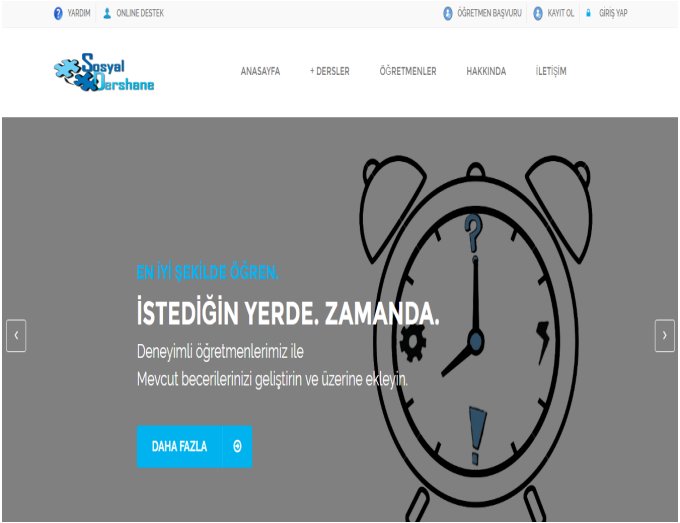 YARDIM
ONLINE DESTEK
ÖĞRETMEN BAŞVURU
KAYIT OL
GİRİŞ YAP
Sosyal
Dershane
ANASAYFA
+ DERSLER
ÖĞRETMENLER
HAKKINDA
İLETİŞİM
EN İYİ ŞEKİLDE ÖĞREN.
İSTEDİĞİN YERDE. ZAMANDA.
Deneyimli öğretmenlerimiz ile
Mevcut becerilerinizi geliştirin ve üzerine ekleyin.
DAHA FAZLA